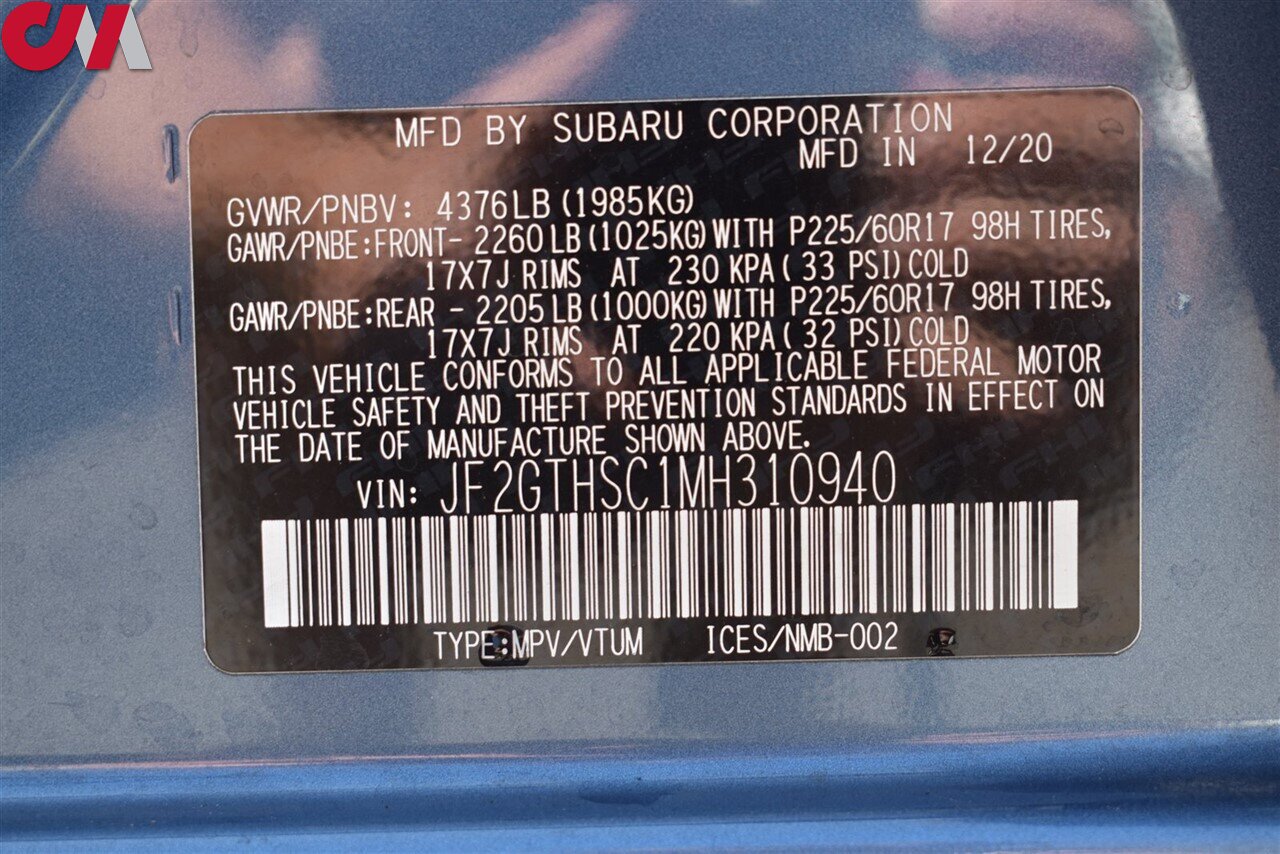 CM
MFD BY SUBARU CORPORATION
MFD IN 12/20
GVWR/PNBV: 4376LB (1985KG)
GAWR/PNBE:FRONT- 2260LB(1025KG)WITH P225/60R17 98H TIRES,
17X7J RIMS AT 230 KPA( 33 PSI)COLD
GAWR/PNBE:REAR - 2205LB(1000KG)WITH P225/60R17 98H TIRES,
17X7J RIMS AT 220 KPA( 32 PSI)COLD
THIS VEHICLE CONFORMS TO ALL APPLICABLE FEDERAL MOTOR
VEHICLE SAFETY AND THEFT PREVENTION STANDARDS IN EFFECT ON
THE DATE OF MANUFACTURE SHOWN ABOVE.
VIN: JF2GTHSC1MH310940
TYPE:MPV/VTUM ICES/NMB-002